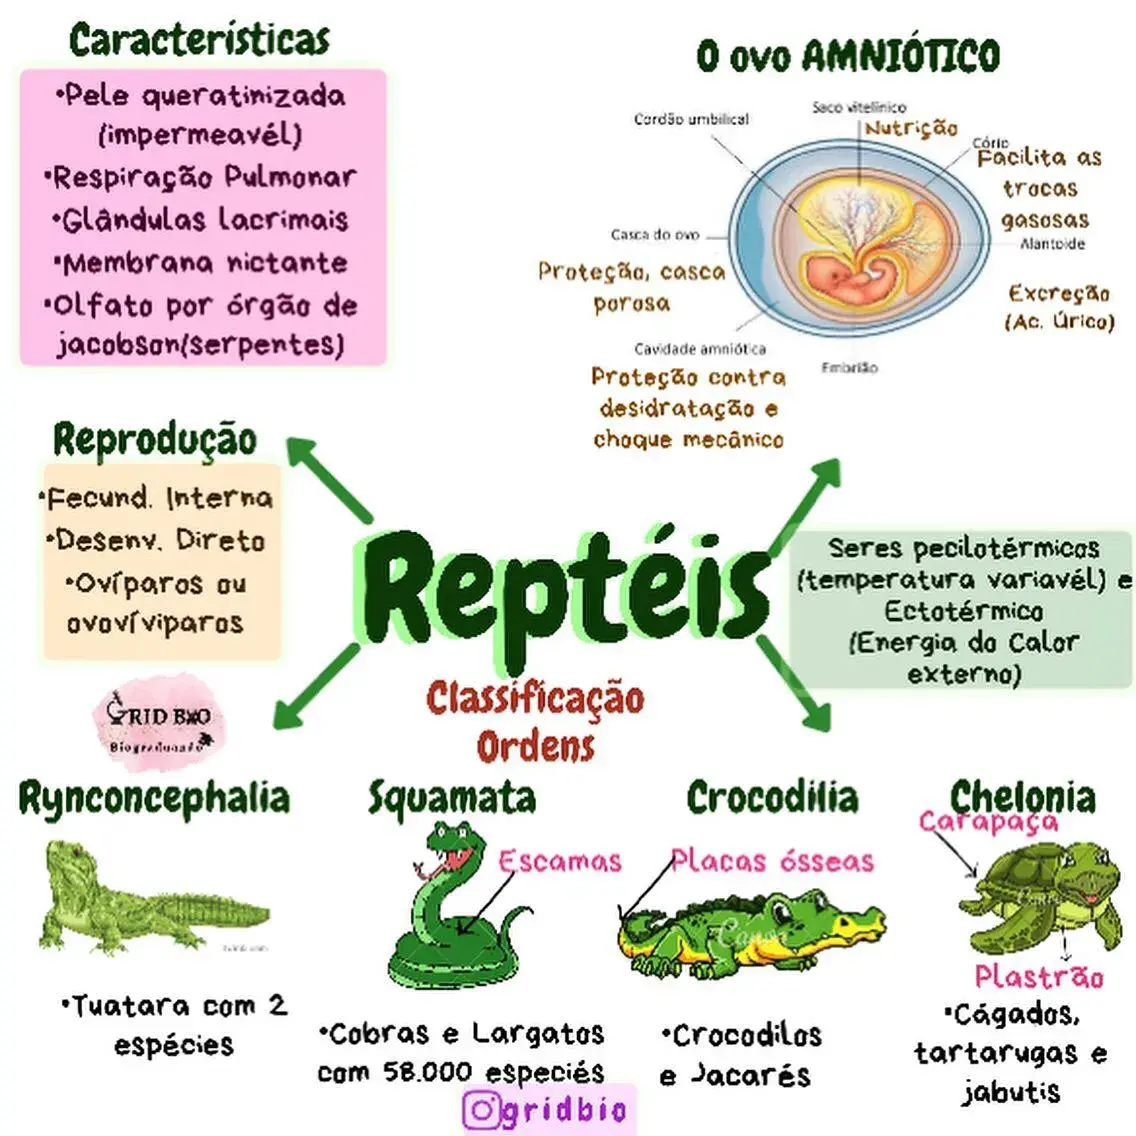 Características
•Pele queratinizada
(impermeavél)
•Respiração Pulmonar
•Glândulas lacrimais
•Membrana nictante
•Olfato por órgão de
jacobson(serpentes)
O ovo AMNIÓTICO
Cordão umbilical
Saco vitelínico
Nutrição
Cório
Facilita as
trocas
gasosas
Casca do ovo
Alantoide
Proteção, casca
porosa
Excreção
(Ac. Úrico)
Cavidade amniótica
Embrião
Proteção contra
desidratação e
choque mecânico
Reprodução
•Fecund. Interna
•Desenv. Direto
•Ovíparos ou
ovovíviparos
Reptéis
Seres pecilotérmicos
(temperatura variavél) e
Ectotérmico
(Energia do Calor
externo)
Classifícação
Ordens
GRID BIO
Biograduando
Rynconcephalia
•Tuatara com 2
espécies
Squamata
Escamas
•Cobras e Largatos
com 58.000 especiés
Crocodilia
Placas ósseas
Canva
•Crocodilos
e Jacarés
Chelonia
Carapaça
Canva
Plastrão
•Cágados,
tartarugas e
jabutis
gridbio